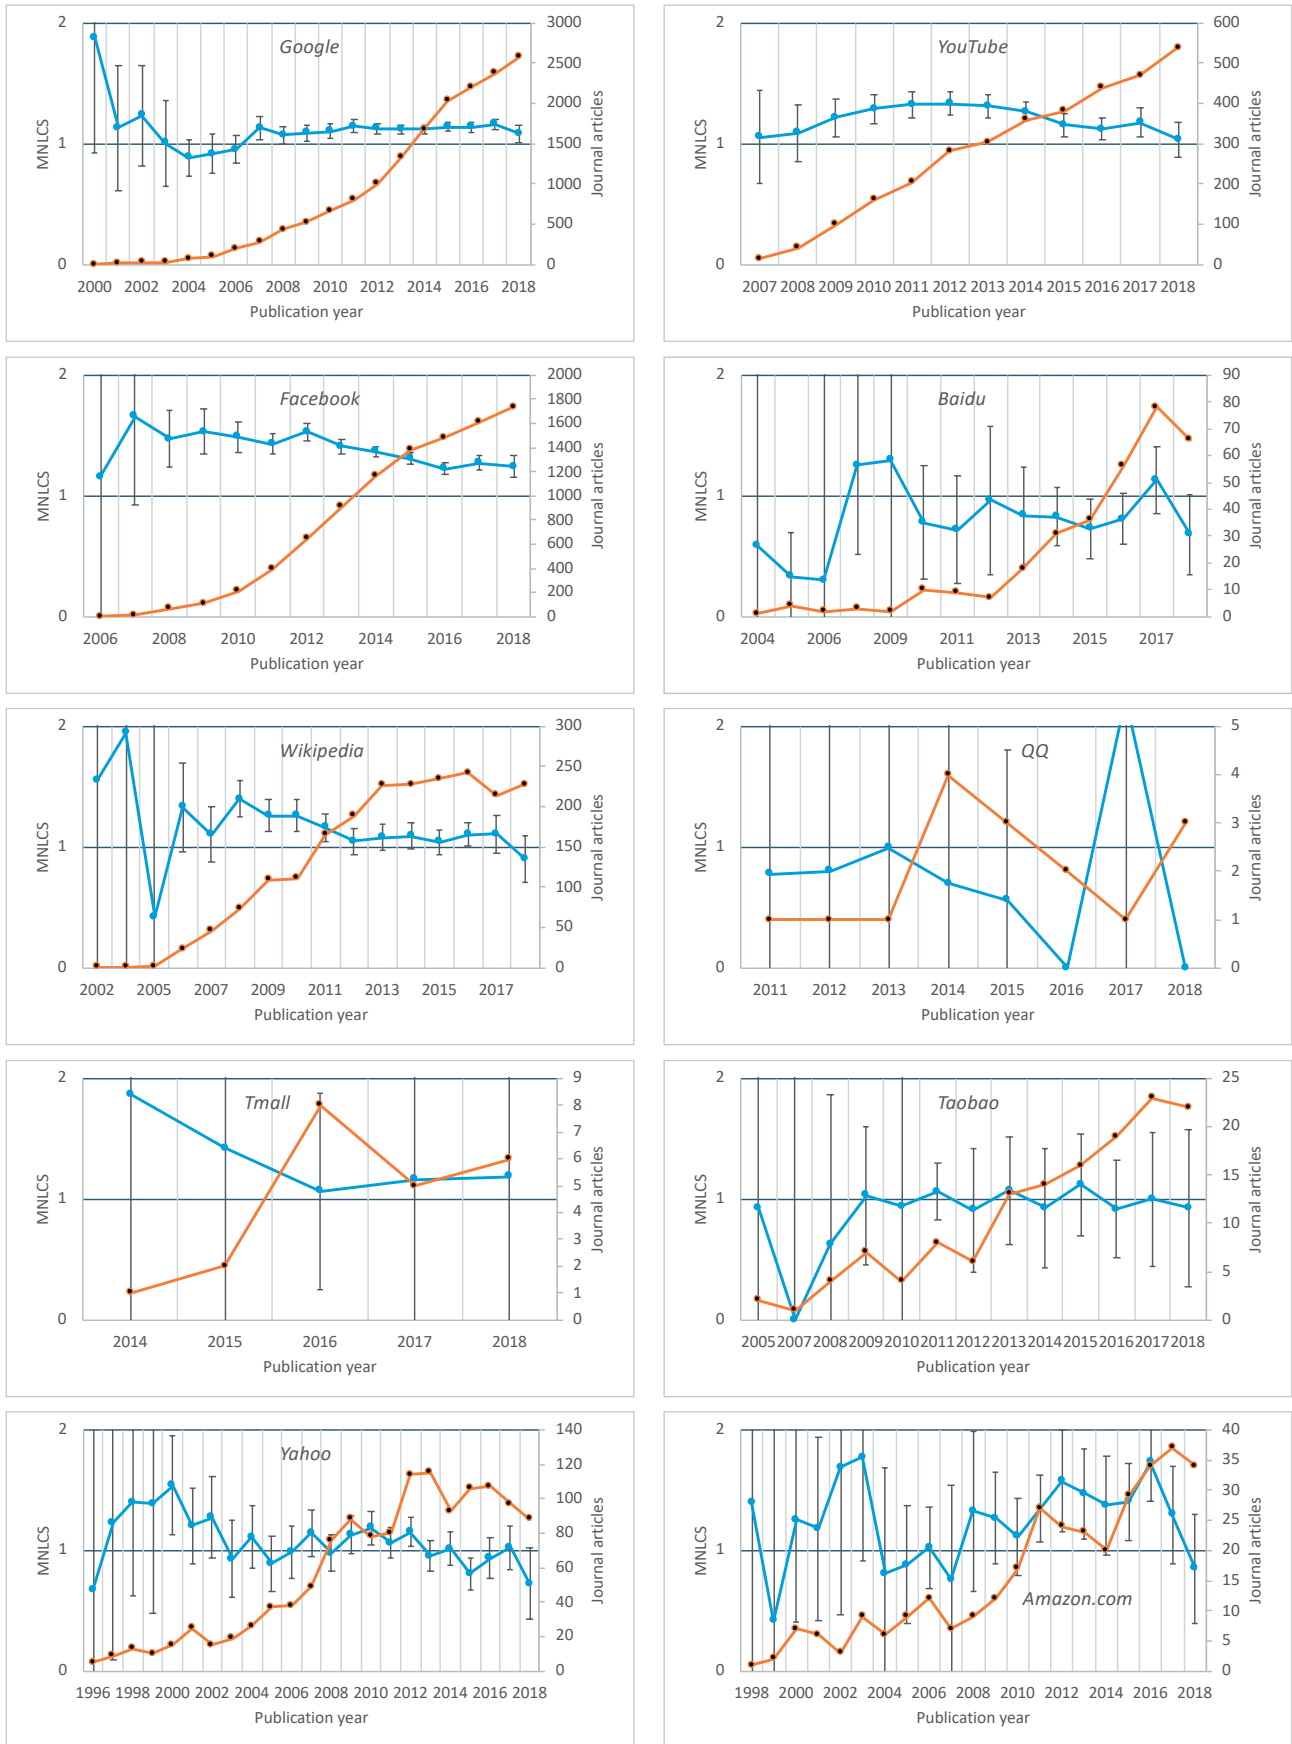 Google
2
1
0
MNLCS
3000
2500
2000
1500
1000
500
0
Journal articles
2000 2002 2004 2006 2008 2010 2012 2014 2016 2018
Publication year
YouTube
2
1
0
MNLCS
600
500
400
300
200
100
0
Journal articles
2007 2008 2009 2010 2011 2012 2013 2014 2015 2016 2017 2018
Publication year
Facebook
2
1
0
MNLCS
2000
1800
1600
1400
1200
1000
800
600
400
200
0
Journal articles
2006 2008 2010 2012 2014 2016 2018
Publication year
Baidu
2
1
0
MNLCS
90
80
70
60
50
40
30
20
10
0
Journal articles
2004 2006 2009 2011 2013 2015 2017
Publication year
Wikipedia
2
1
0
MNLCS
300
250
200
150
100
50
0
Journal articles
2002 2005 2007 2009 2011 2013 2015 2017
Publication year
QQ
2
1
0
MNLCS
5
4
3
2
1
0
Journal articles
2011 2012 2013 2014 2015 2016 2017 2018
Publication year
Tmall
2
1
0
MNLCS
9
8
7
6
5
4
3
2
1
0
Journal articles
2014 2015 2016 2017 2018
Publication year
Taobao
2
1
0
MNLCS
25
20
15
10
5
0
Journal articles
2005 2007 2008 2009 2010 2011 2012 2013 2014 2015 2016 2017 2018
Publication year
Yahoo
2
1
0
MNLCS
140
120
100
80
60
40
20
0
Journal articles
1996 1998 2000 2002 2004 2006 2008 2010 2012 2014 2016 2018
Publication year
Amazon.com
2
1
0
MNLCS
40
35
30
25
20
15
10
5
0
Journal articles
1998 2000 2002 2004 2006 2008 2010 2012 2014 2016 2018
Publication year